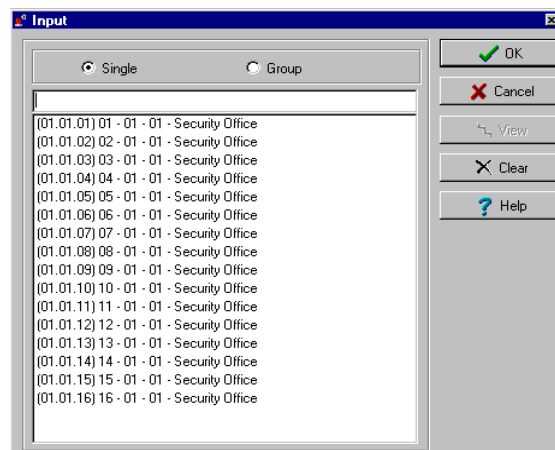 Input
Single Group
(01.01.01) 01 - 01 - 01 - Security Office
(01.01.02) 02 - 01 - 01 - Security Office
(01.01.03) 03 - 01 - 01 - Security Office
(01.01.04) 04 - 01 - 01 - Security Office
(01.01.05) 05 - 01 - 01 - Security Office
(01.01.06) 06 - 01 - 01 - Security Office
(01.01.07) 07 - 01 - 01 - Security Office
(01.01.08) 08 - 01 - 01 - Security Office
(01.01.09) 09 - 01 - 01 - Security Office
(01.01.10) 10 - 01 - 01 - Security Office
(01.01.11) 11 - 01 - 01 - Security Office
(01.01.12) 12 - 01 - 01 - Security Office
(01.01.13) 13 - 01 - 01 - Security Office
(01.01.14) 14 - 01 - 01 - Security Office
(01.01.15) 15 - 01 - 01 - Security Office
(01.01.16) 16 - 01 - 01 - Security Office
OK
Cancel
View
Clear
Help